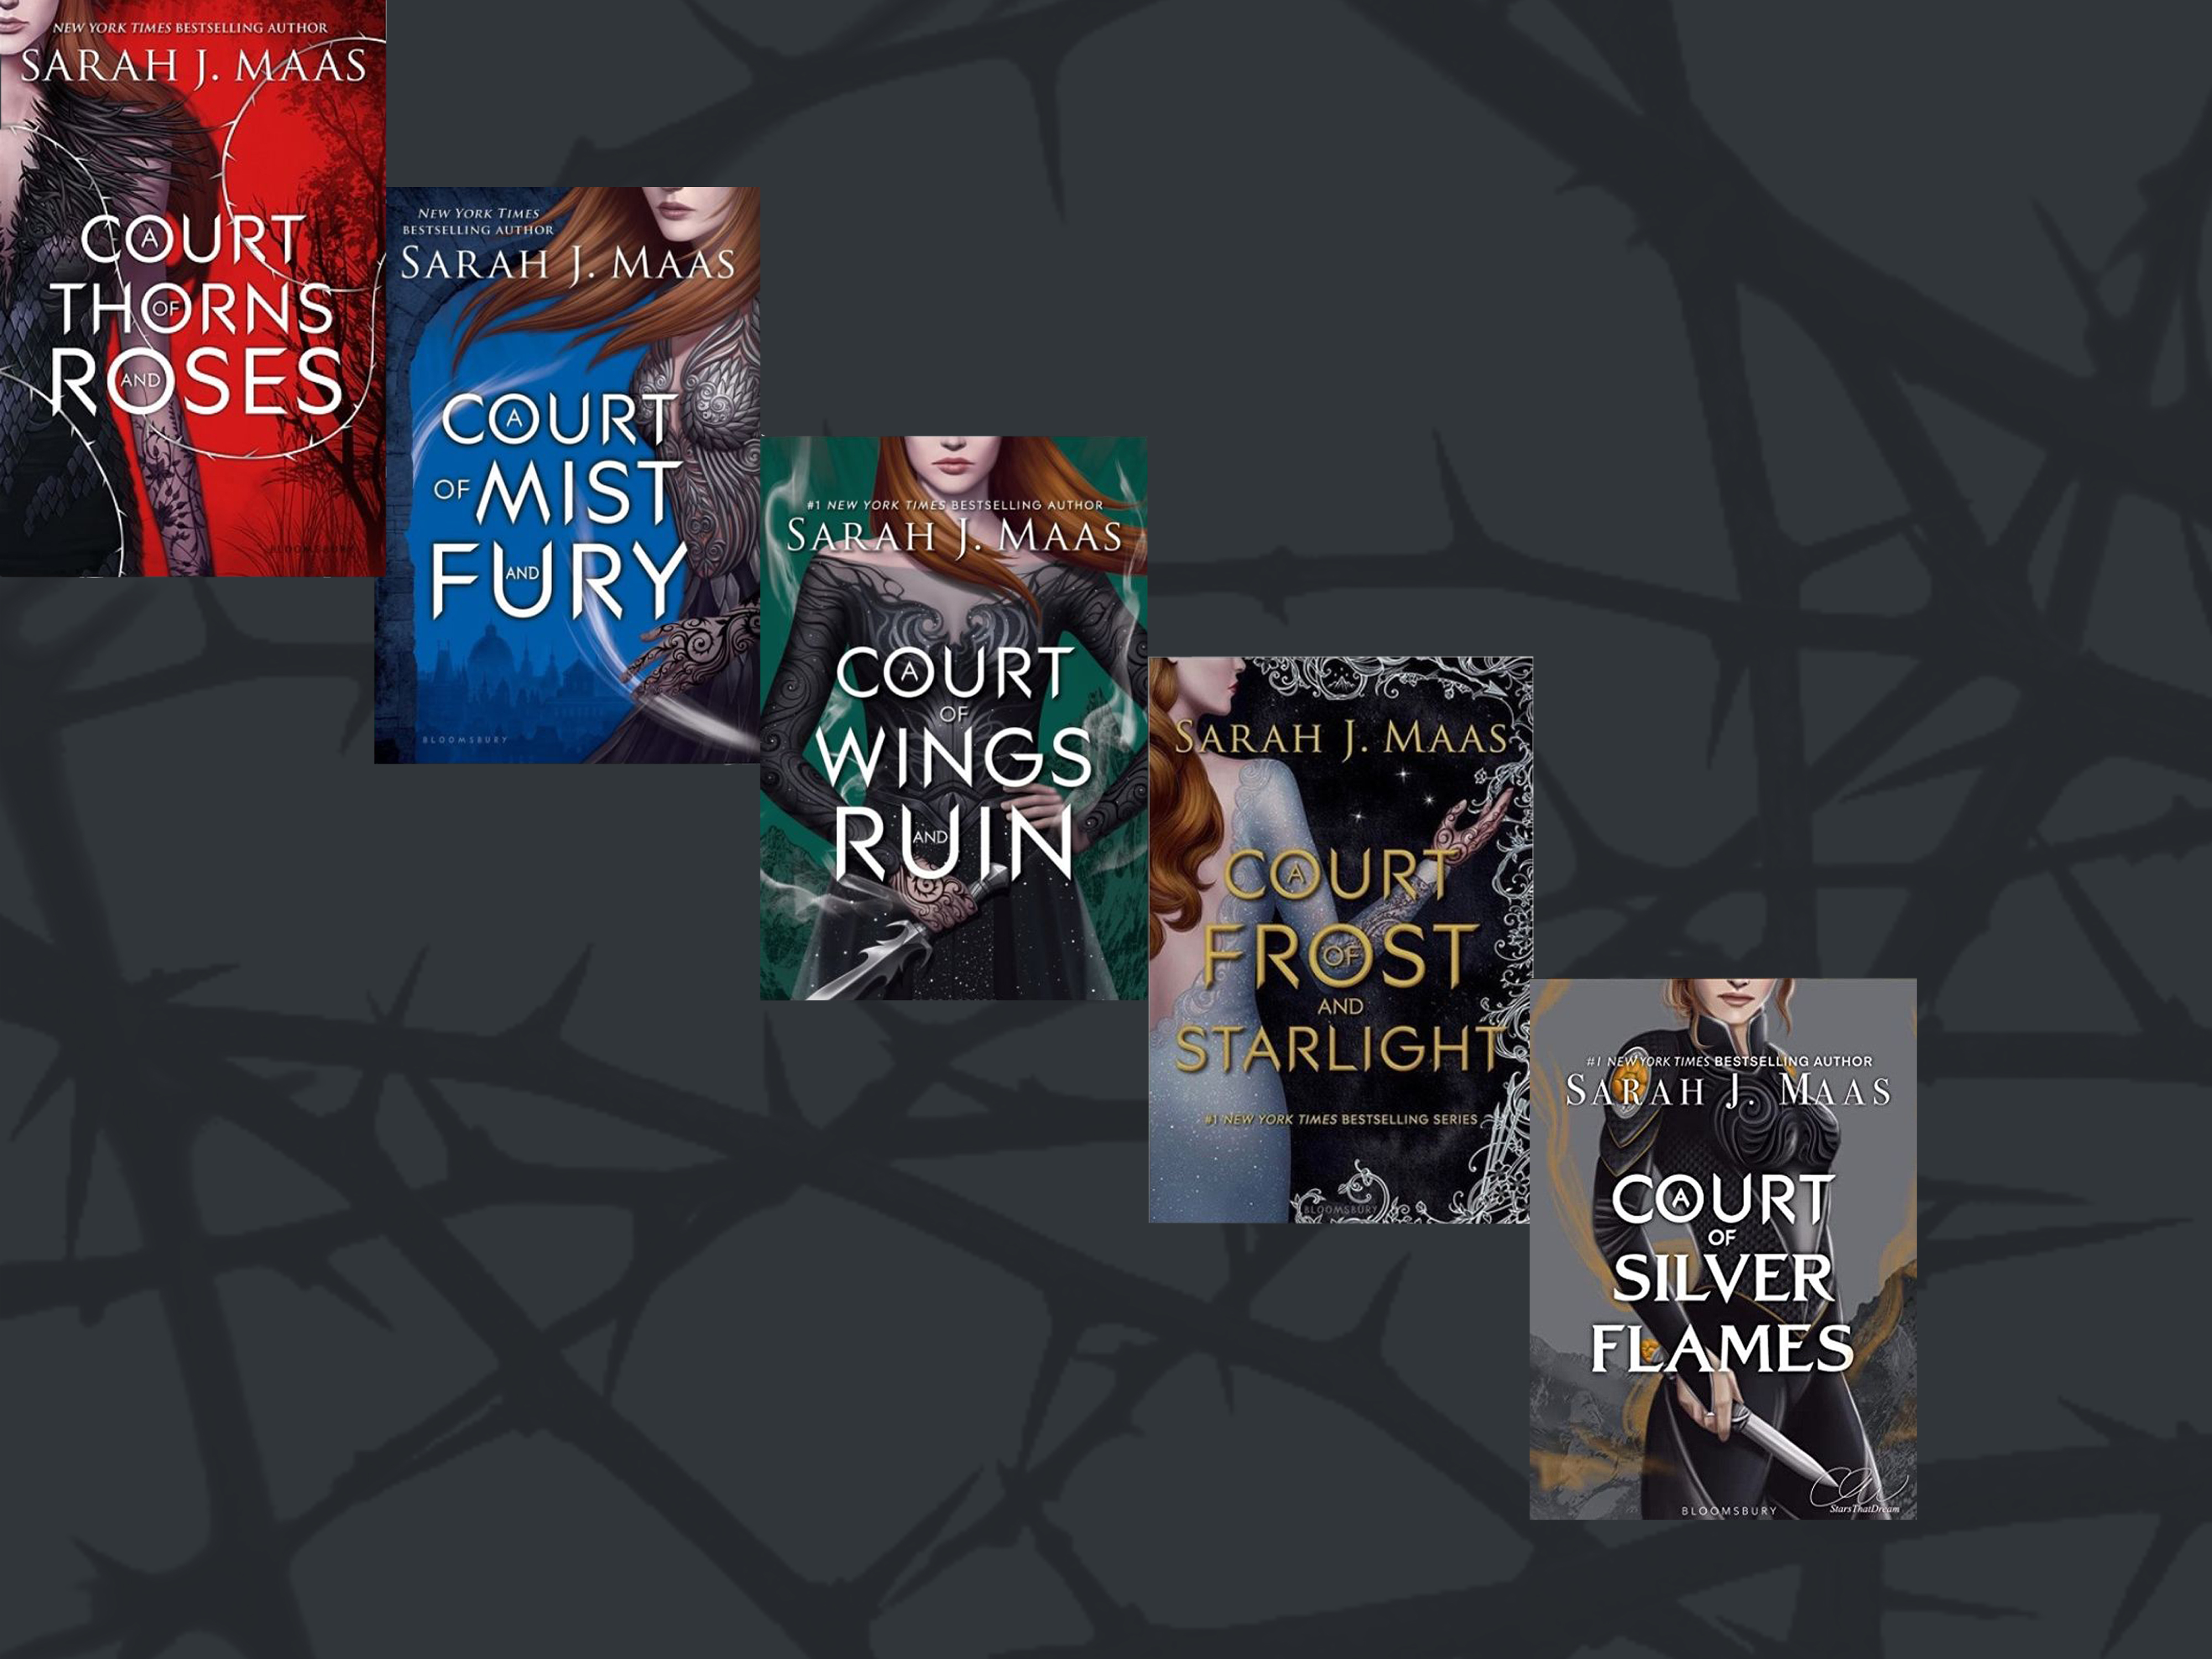 NEW YORK TIMES BESTSELLING AUTHOR
SARAH J. MAAS
A COURT
OF THORNS
AND ROSES
BLOOMSBURY
NEW YORK TIMES
BESTSELLING AUTHOR
SARAH J. MAAS
A COURT
OF MIST
AND FURY
BLOOMSBURY
#1 NEW YORK TIMES BESTSELLING AUTHOR
SARAH J. MAAS
A COURT
OF
WINGS
AND RUIN
SARAH J. MAAS
A COURT
OF FROST
AND
STARLIGHT
#1 NEW YORK TIMES BESTSELLING SERIES
BLOOMSBURY
#1 NEW YORK TIMES BESTSELLING AUTHOR
SARAH J. MAAS
A COURT
OF
SILVER
FLAMES
BLOOMSBURY
StarsThatDream